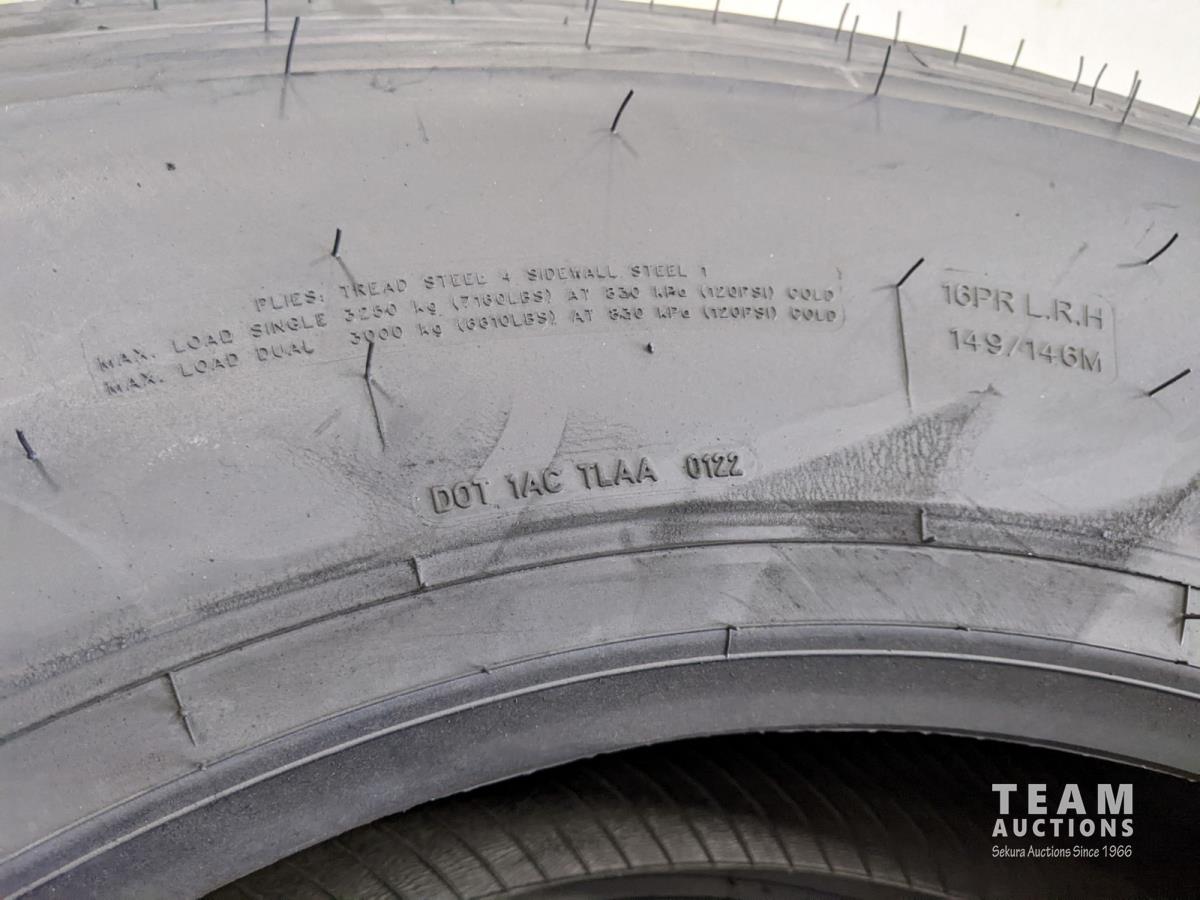 PLIES: TREAD STEEL 4 SIDEWALL STEEL 1
MAX. LOAD SINGLE 3250 kg (7160LBS) AT 830 kPa (120PSI) COLD
MAX. LOAD DUAL 3000 kg (6610LBS) AT 830 kPa (120PSI) COLD
16PR L.R.H
149/146M
DOT 1AC TLAA 0122
TEAM
AUCTIONS
Sekura Auctions Since 1966